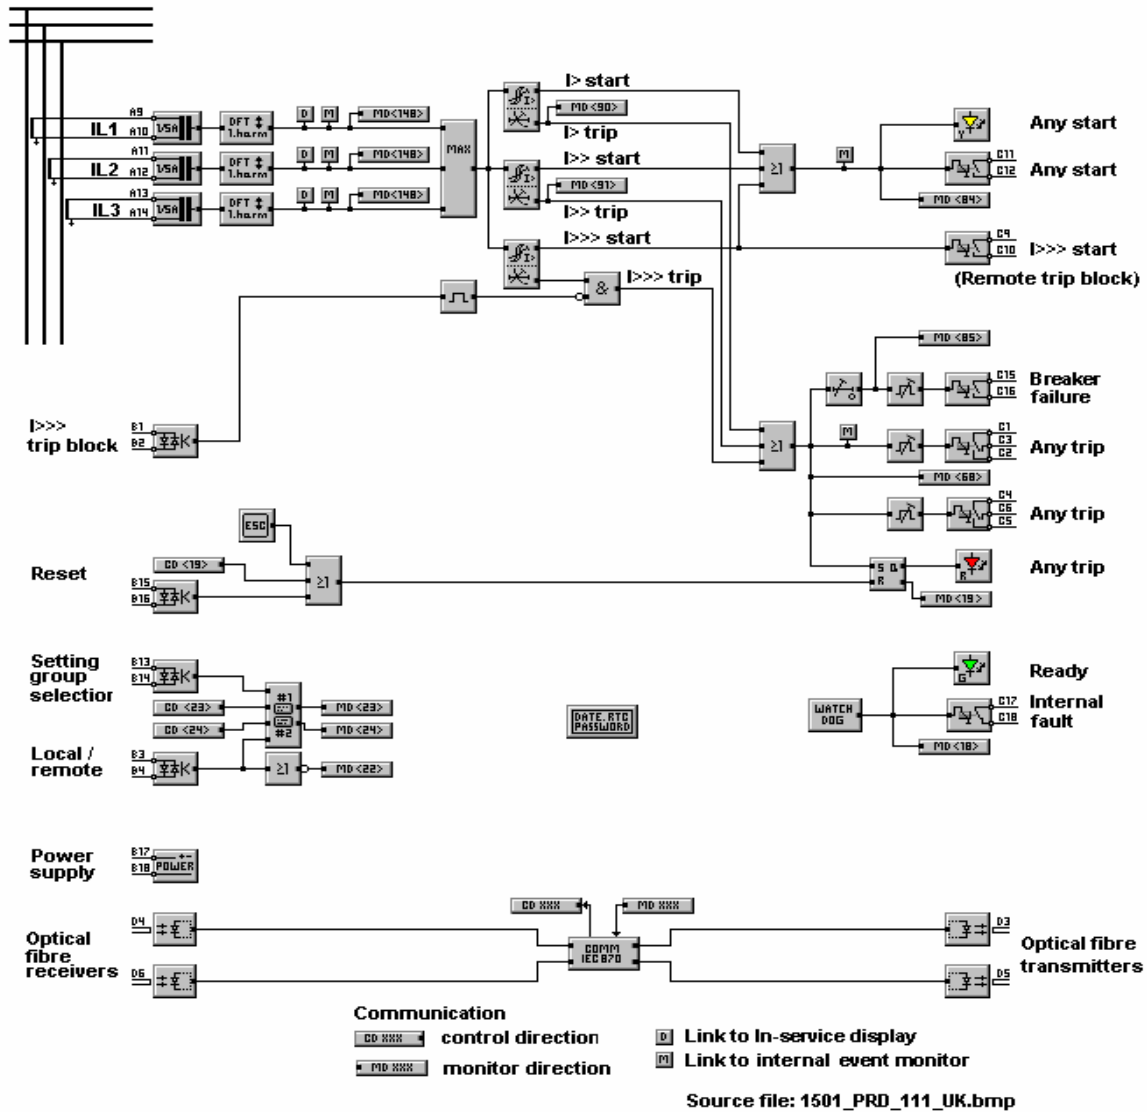 I> start
A9
IL1
A10
1/5A
DFT
1.harm
D
M
MD<148>
MAX
MD <90>
I> trip
Any start
Y
A11
IL2
A12
1/5A
DFT
1.harm
D
M
MD<148>
I>> start
MD <91>
I>> trip
≥1
M
C11
C12
Any start
MD <84>
A13
IL3
A14
1/5A
DFT
1.harm
D
M
MD<148>
I>>> start
C9
C10
I>>> start
(Remote trip block)
I>>> trip
&
MD <85>
C15
C16
Breaker
failure
I>>>
trip block
B1
B2
≥1
M
C1
C3
C2
Any trip
MD <68>
C4
C6
C5
Any trip
ESC
Reset
CD <19>
B15
B16
≥1
S Q
R
R
Any trip
MD <19>
Setting
group
selection
B13
B14
#1
#2
CD <23>
MD <23>
CD <24>
MD <24>
DATE.RTC
PASSWORD
WATCH
DOG
G
Ready
C17
C18
Internal
fault
MD <18>
Local /
remote
B3
B4
≥1
MD <22>
Power
supply
B17
B18
+-
POWER
CD XXX
MD XXX
D4
D3
Optical
fibre
receivers
COMM
IEC870
Optical fibre
transmitters
D6
D5
Communication
CD XXX
control direction
D
Link to In-service display
MD XXX
monitor direction
M
Link to internal event monitor
Source file: 1501_PRD_111_UK.bmp